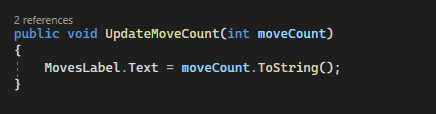 2 references
public void UpdateMoveCount(int moveCount)
{
    MovesLabel.Text = moveCount.ToString();
}